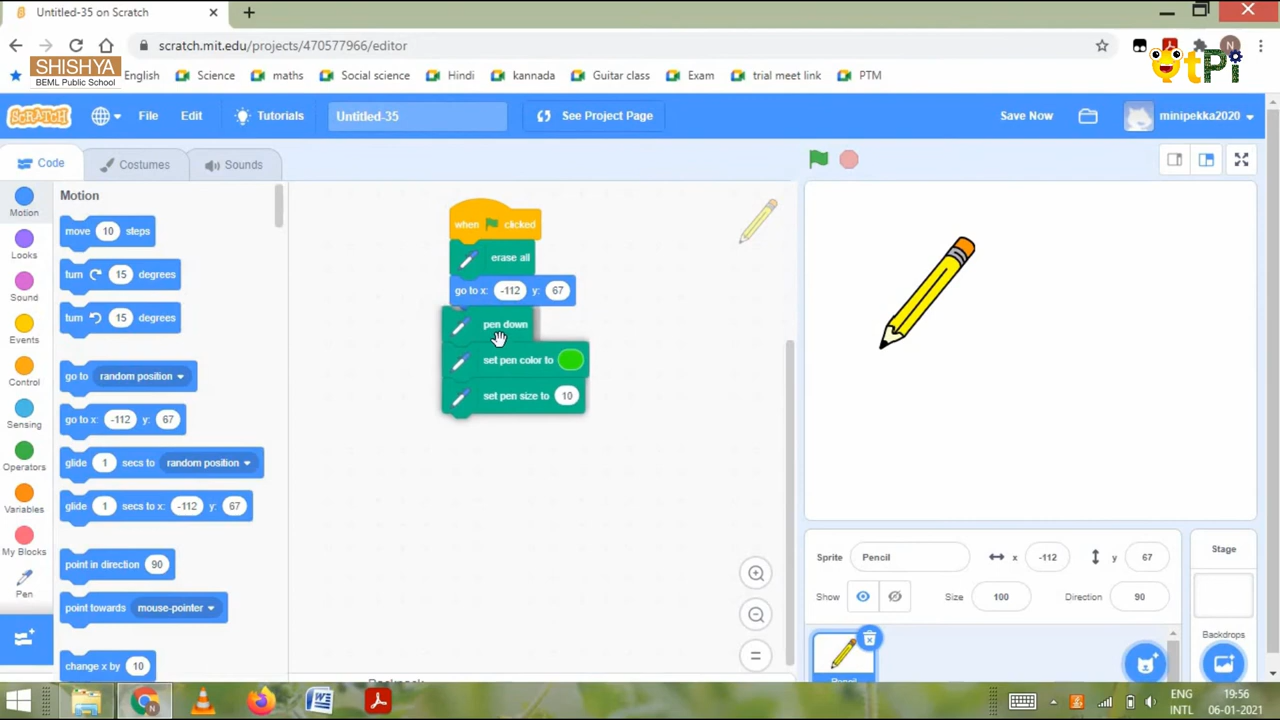 Untitled-35 on Scratch
scratch.mit.edu/projects/470577966/editor
SHISHYA
BEML Public School
English
Science
maths
Social science
Hindi
kannada
Guitar class
Exam
trial meet link
PTM
OtPi
N
SCRATCH
File
Edit
Tutorials
Untitled-35
See Project Page
Save Now
minipekka2020
Code
Costumes
Sounds
Motion
Looks
Sound
Events
Control
Sensing
Operators
Variables
My Blocks
Pen
Motion
move 10 steps
turn 15 degrees
turn 15 degrees
go to random position
go to x: -112 y: 67
glide 1 secs to random position
glide 1 secs to x: -112 y: 67
point in direction 90
point towards mouse-pointer
change x by 10
when clicked
erase all
go to x: -112 y: 67
pen down
set pen color to
set pen size to 10
Sprite Pencil x -112 y 67
Show Size 100 Direction 90
Stage
Backdrops
ENG
INTL
19:56
06-01-2021